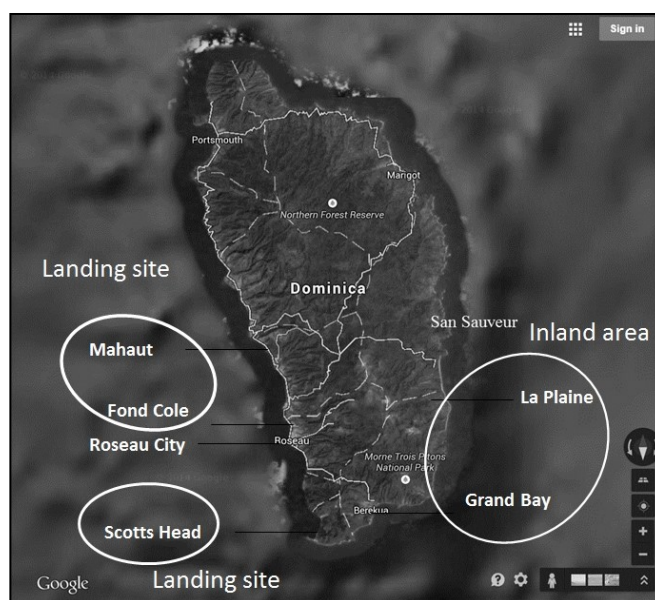 Sign in
Portsmouth
Marigot
Northern Forest Reserve
Landing site
Dominica
San Sauveur
Inland area
Mahaut
La Plaine
Fond Cole
Roseau City
Roseau
Morne Trois Pitons
National Park
Grand Bay
Berekua
Scotts Head
Google
Landing site